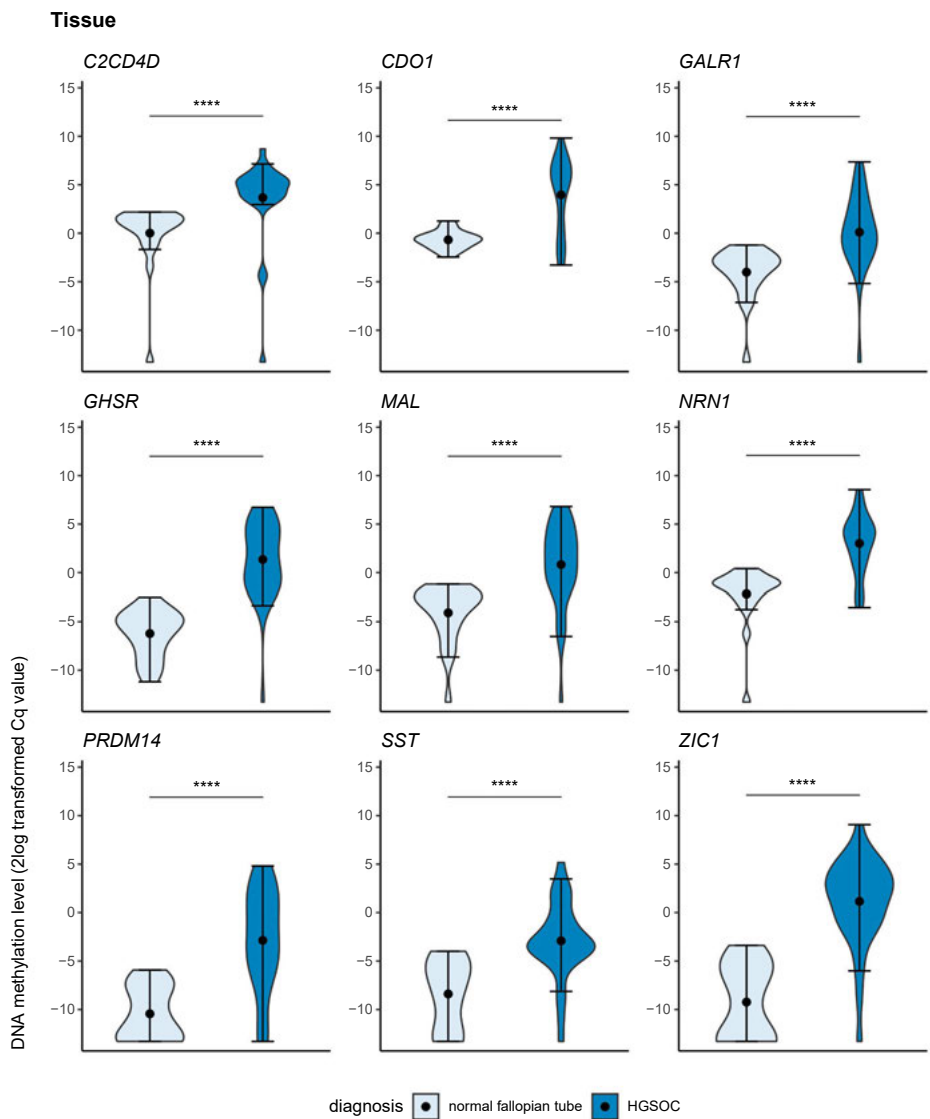 Tissue
C2CD4D CDO1 GALR1
15 15 15
**** **** ****
10 10 10
5 5 5
0 0 0
−5 −5 −5
−10 −10 −10
GHSR MAL NRN1
15 15 15
**** **** ****
10 10 10
5 5 5
0 0 0
−5 −5 −5
−10 −10 −10
PRDM14 SST ZIC1
15 15 15
**** **** ****
10 10 10
5 5 5
0 0 0
−5 −5 −5
−10 −10 −10
DNA methylation level (2log transformed Cq value)
diagnosis normal fallopian tube HGSOC